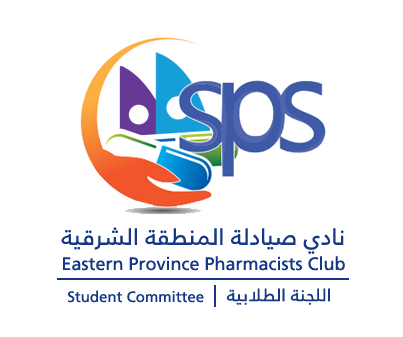 sps
نادي صيادلة المنطقة الشرقية
Eastern Province Pharmacists Club
Student Committee | اللجنة الطلابية